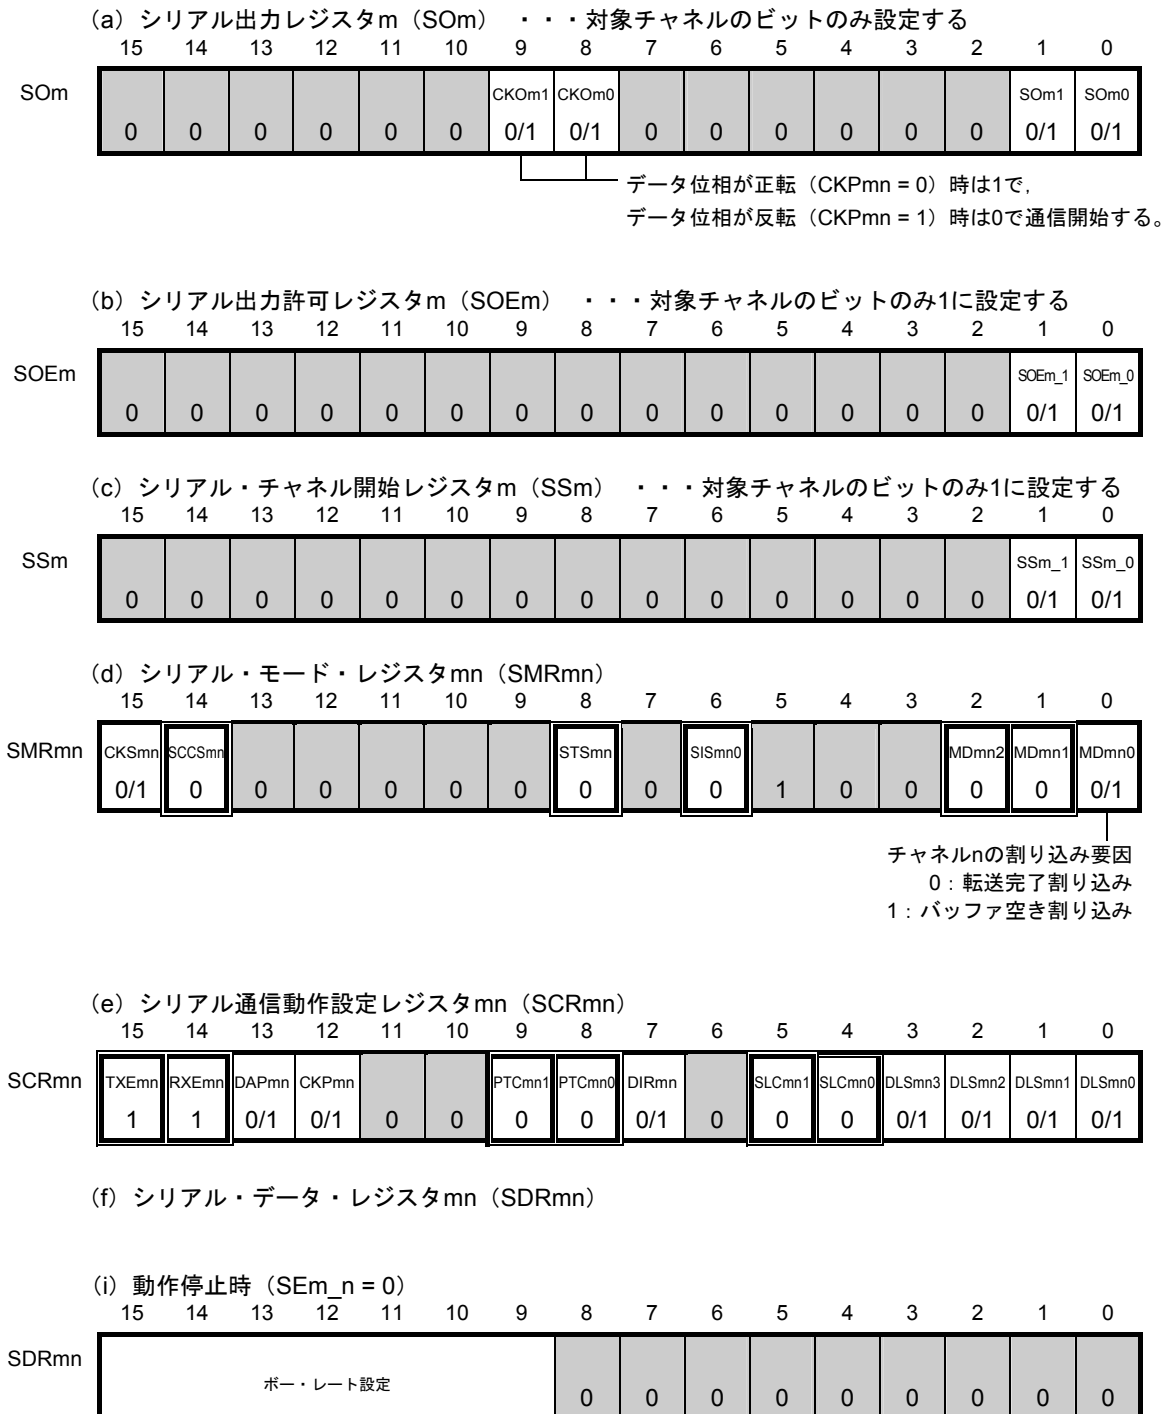 (a) シリアル出力レジスタm（SOm） ・・・対象チャネルのビットのみ設定する
15 14 13 12 11 10 9 8 7 6 5 4 3 2 1 0
SOm CKOm1 CKOm0 SOm1 SOm0
0 0 0 0 0 0 0/1 0/1 0 0 0 0 0 0 0/1 0/1
データ位相が正転（CKPmn = 0）時は1で,
データ位相が反転（CKPmn = 1）時は0で通信開始する。
(b) シリアル出力許可レジスタm（SOEm） ・・・対象チャネルのビットのみ1に設定する
15 14 13 12 11 10 9 8 7 6 5 4 3 2 1 0
SOEm SOEm_1 SOEm_0
0 0 0 0 0 0 0 0 0 0 0 0 0 0 0/1 0/1
(c) シリアル・チャネル開始レジスタm（SSm） ・・・対象チャネルのビットのみ1に設定する
15 14 13 12 11 10 9 8 7 6 5 4 3 2 1 0
SSm SSm_1 SSm_0
0 0 0 0 0 0 0 0 0 0 0 0 0 0 0/1 0/1
(d) シリアル・モード・レジスタmn（SMRmn）
15 14 13 12 11 10 9 8 7 6 5 4 3 2 1 0
SMRmn CKSmn SCCSmn STSmn SISmn0 MDmn2 MDmn1 MDmn0
0/1 0 0 0 0 0 0 0 0 0 1 0 0 0 0 0/1
チャネルnの割り込み要因
0：転送完了割り込み
1：バッファ空き割り込み
(e) シリアル通信動作設定レジスタmn（SCRmn）
15 14 13 12 11 10 9 8 7 6 5 4 3 2 1 0
SCRmn TXEmn RXEmn DAPmn CKPmn PTCmn1 PTCmn0 DIRmn SLCmn1 SLCmn0 DLSmn3 DLSmn2 DLSmn1 DLSmn0
1 1 0/1 0/1 0 0 0 0 0/1 0 0 0 0/1 0/1 0/1 0/1
(f) シリアル・データ・レジスタmn（SDRmn）
(i) 動作停止時（SEm_n = 0）
15 14 13 12 11 10 9 8 7 6 5 4 3 2 1 0
SDRmn
ボー・レート設定 0 0 0 0 0 0 0 0 0